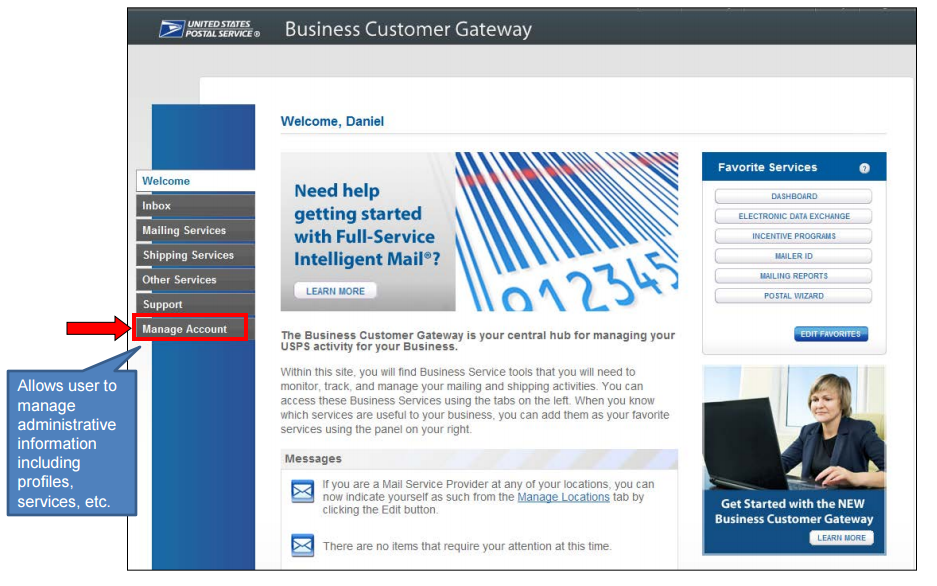 UNITED STATES
POSTAL SERVICE ®
Business Customer Gateway
Welcome, Daniel
Welcome
Inbox
Mailing Services
Shipping Services
Other Services
Support
Manage Account
Allows user to
manage
administrative
information
including
profiles,
services, etc.
Need help
getting started
with Full-Service
Intelligent Mail®?
LEARN MORE
012345
The Business Customer Gateway is your central hub for managing your
USPS activity for your Business.
Within this site, you will find Business Service tools that you will need to
monitor, track, and manage your mailing and shipping activities. You can
access these Business Services using the tabs on the left. When you know
which services are useful to your business, you can add them as your favorite
services using the panel on your right.
Messages
If you are a Mail Service Provider at any of your locations, you can
now indicate yourself as such from the Manage Locations tab by
clicking the Edit button.
There are no items that require your attention at this time.
Favorite Services ?
DASHBOARD
ELECTRONIC DATA EXCHANGE
INCENTIVE PROGRAMS
MAILER ID
MAILING REPORTS
POSTAL WIZARD
EDIT FAVORITES
Get Started with the NEW
Business Customer Gateway
LEARN MORE